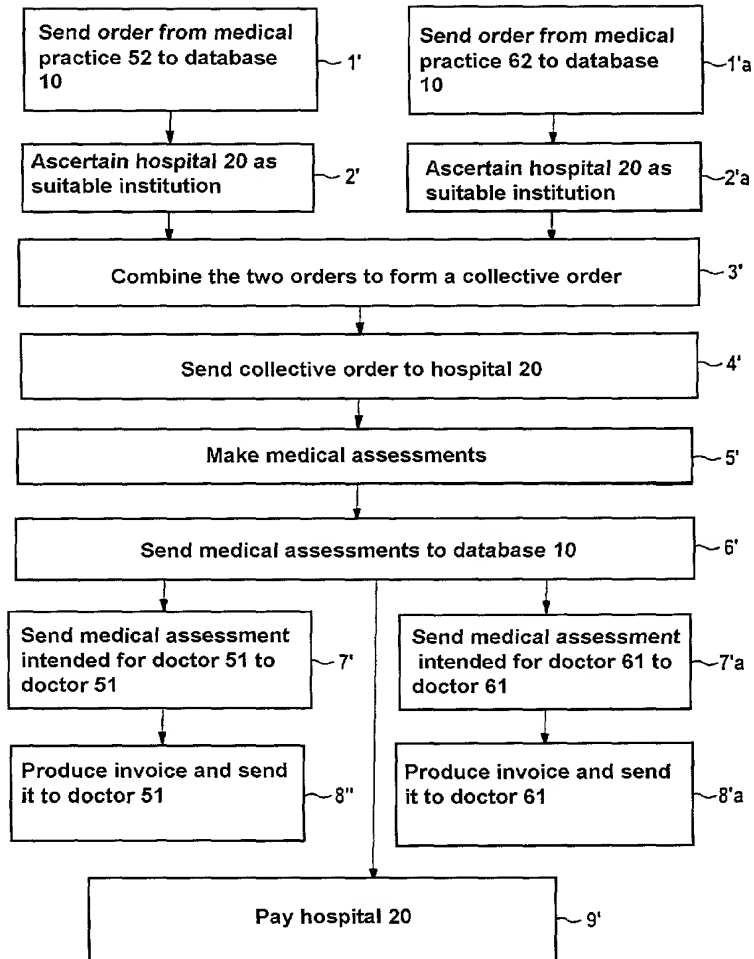 Send order from medical
practice 52 to database
10
1'
Send order from medical
practice 62 to database
10
1'a
Ascertain hospital 20 as
suitable institution
2'
Ascertain hospital 20 as
suitable institution
2'a
Combine the two orders to form a collective order
3'
Send collective order to hospital 20
4'
Make medical assessments
5'
Send medical assessments to database 10
6'
Send medical assessment
intended for doctor 51 to
doctor 51
7'
Send medical assessment
intended for doctor 61 to
doctor 61
7'a
Produce invoice and send
it to doctor 51
8"
Produce invoice and send
it to doctor 61
8'a
Pay hospital 20
9'